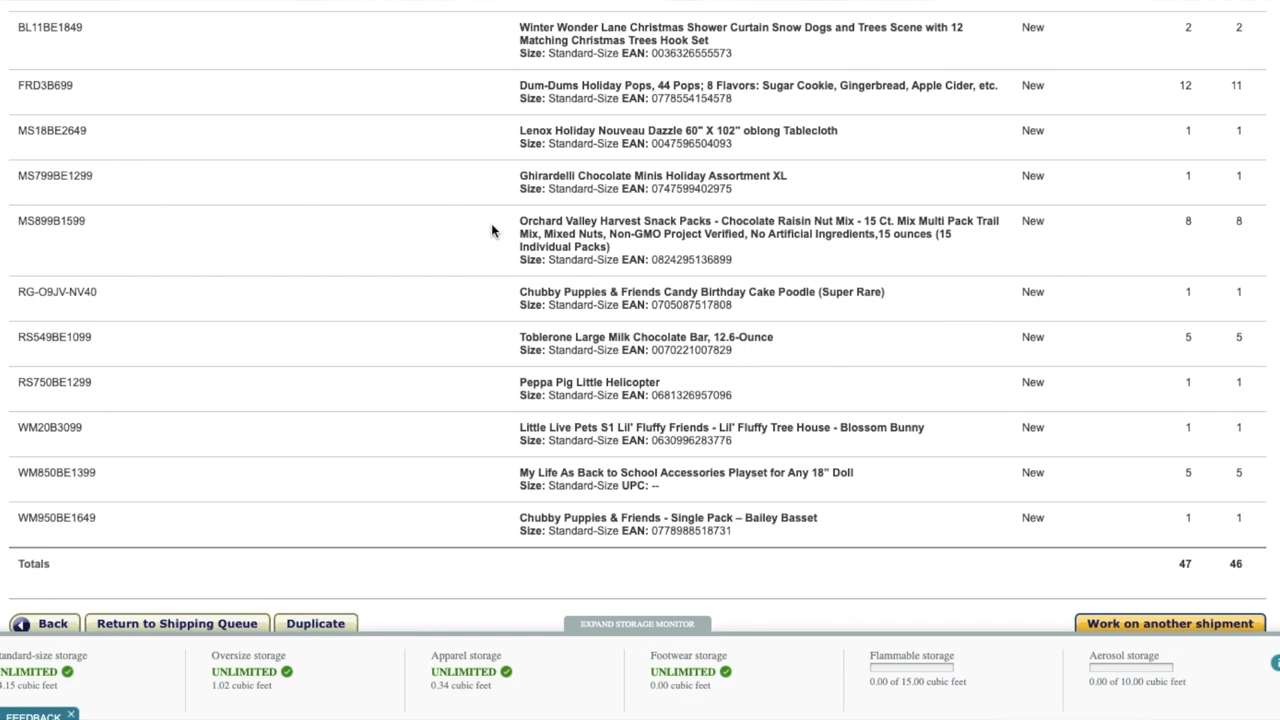 BL11BE1849
Winter Wonder Lane Christmas Shower Curtain Snow Dogs and Trees Scene with 12
Matching Christmas Trees Hook Set
Size: Standard-Size EAN: 0036326555573
New 2 2
FRD3B699
Dum-Dums Holiday Pops, 44 Pops; 8 Flavors: Sugar Cookie, Gingerbread, Apple Cider, etc.
Size: Standard-Size EAN: 0778554154578
New 12 11
MS18BE2649
Lenox Holiday Nouveau Dazzle 60" X 102" oblong Tablecloth
Size: Standard-Size EAN: 0047596504093
New 1 1
MS799BE1299
Ghirardelli Chocolate Minis Holiday Assortment XL
Size: Standard-Size EAN: 0747599402975
New 1 1
MS899B1599
Orchard Valley Harvest Snack Packs - Chocolate Raisin Nut Mix - 15 Ct. Mix Multi Pack Trail
Mix, Mixed Nuts, Non-GMO Project Verified, No Artificial Ingredients,15 ounces (15
Individual Packs)
Size: Standard-Size EAN: 0824295136899
New 8 8
RG-O9JV-NV40
Chubby Puppies & Friends Candy Birthday Cake Poodle (Super Rare)
Size: Standard-Size EAN: 0705087517808
New 1 1
RS549BE1099
Toblerone Large Milk Chocolate Bar, 12.6-Ounce
Size: Standard-Size EAN: 0070221007829
New 5 5
RS750BE1299
Peppa Pig Little Helicopter
Size: Standard-Size EAN: 0681326957096
New 1 1
WM20B3099
Little Live Pets S1 Lil' Fluffy Friends - Lil' Fluffy Tree House - Blossom Bunny
Size: Standard-Size EAN: 0630996283776
New 1 1
WM850BE1399
My Life As Back to School Accessories Playset for Any 18” Doll
Size: Standard-Size UPC: --
New 5 5
WM950BE1649
Chubby Puppies & Friends - Single Pack – Bailey Basset
Size: Standard-Size EAN: 0778988518731
New 1 1
Totals 47 46
Back Return to Shipping Queue Duplicate EXPAND STORAGE MONITOR Work on another shipment
tandard-size storage Oversize storage Apparel storage Footwear storage Flammable storage Aerosol storage
NLIMITED UNLIMITED UNLIMITED UNLIMITED
4.15 cubic feet 1.02 cubic feet 0.34 cubic feet 0.00 cubic feet 0.00 of 15.00 cubic feet 0.00 of 10.00 cubic feet
FEEDBACK